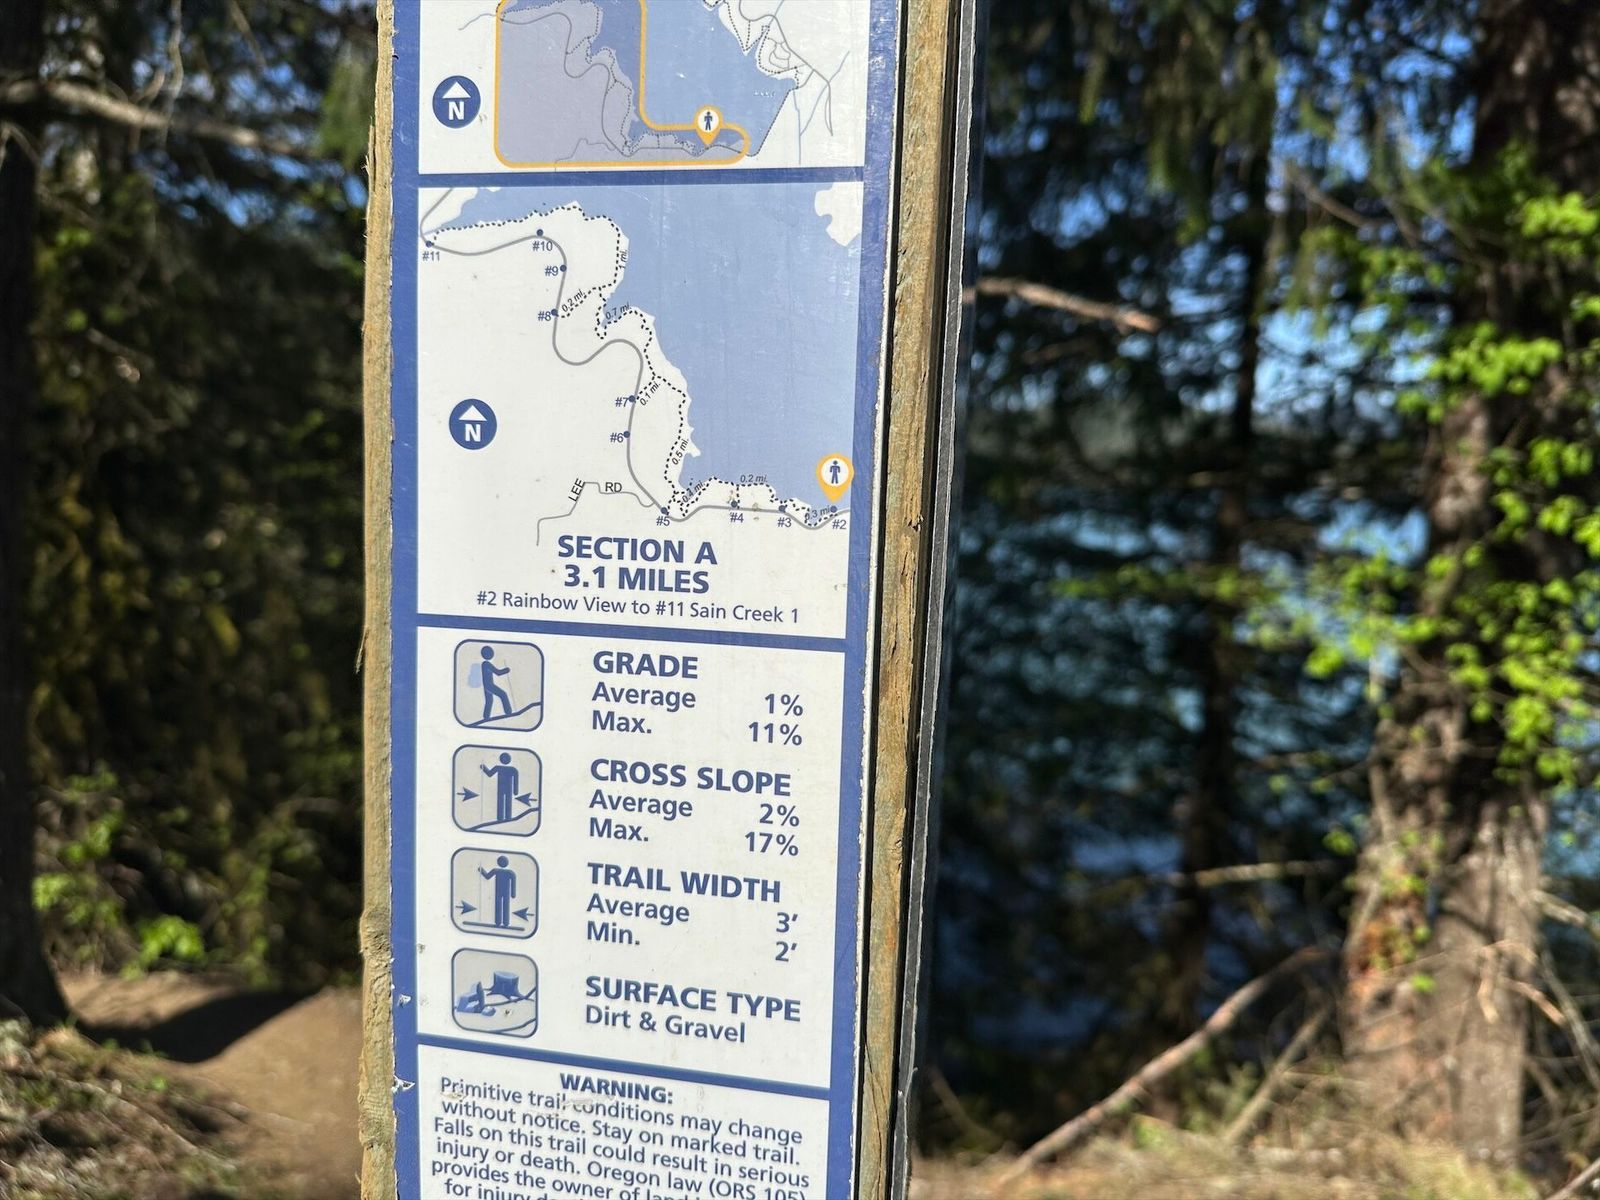 N
#11
#10
1 mi.
#9
0.2 mi.
#8
0.7 mi.
#7
0.1 mi.
N
#6
0.5 mi.
LEE RD
0.2 mi.
#5
#4
#3
#2
SECTION A
3.1 MILES
#2 Rainbow View to #11 Sain Creek 1
GRADE
Average 1%
Max. 11%
CROSS SLOPE
Average 2%
Max. 17%
TRAIL WIDTH
Average 3’
Min. 2’
SURFACE TYPE
Dirt & Gravel
WARNING:
Primitive trail conditions may change
without notice. Stay on marked trail.
Falls on this trail could result in serious
injury or death. Oregon law (ORS 105)
provides the owner of land
for injury